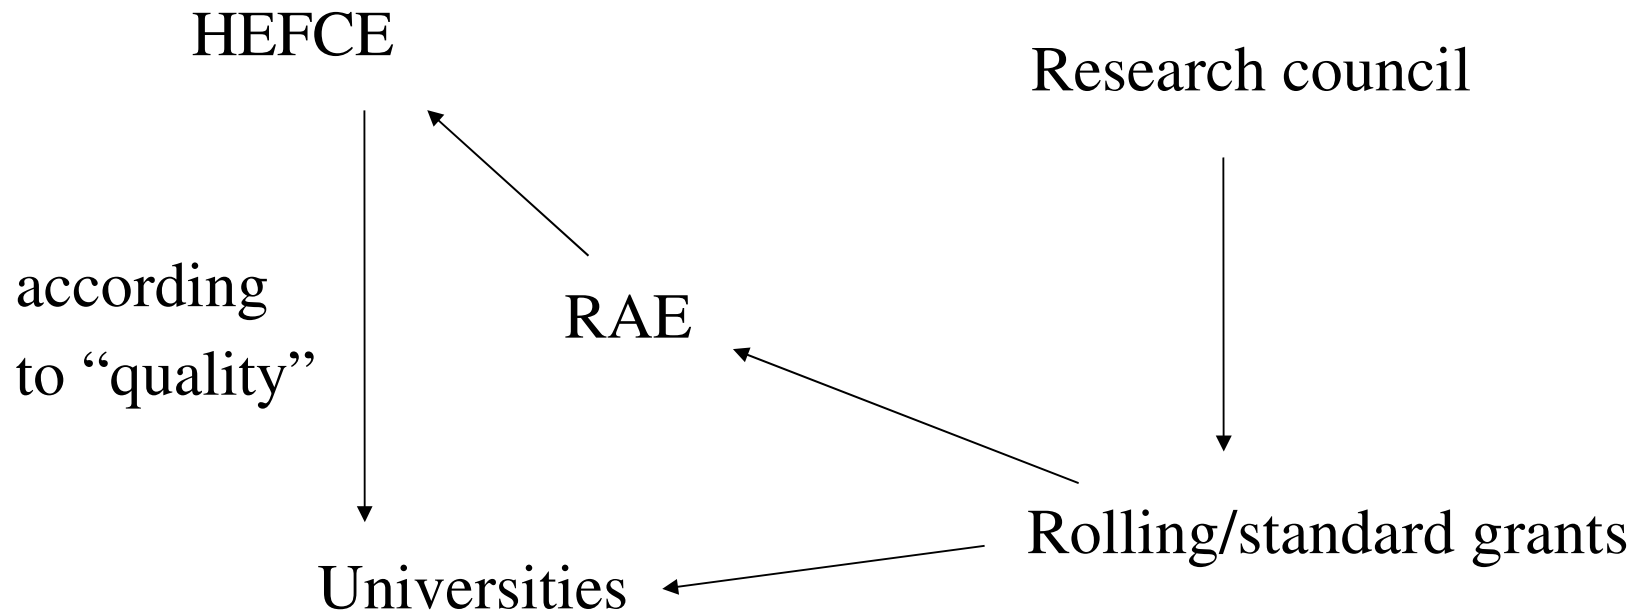 HEFCE
Research council
according
to “quality”
RAE
Rolling/standard grants
Universities